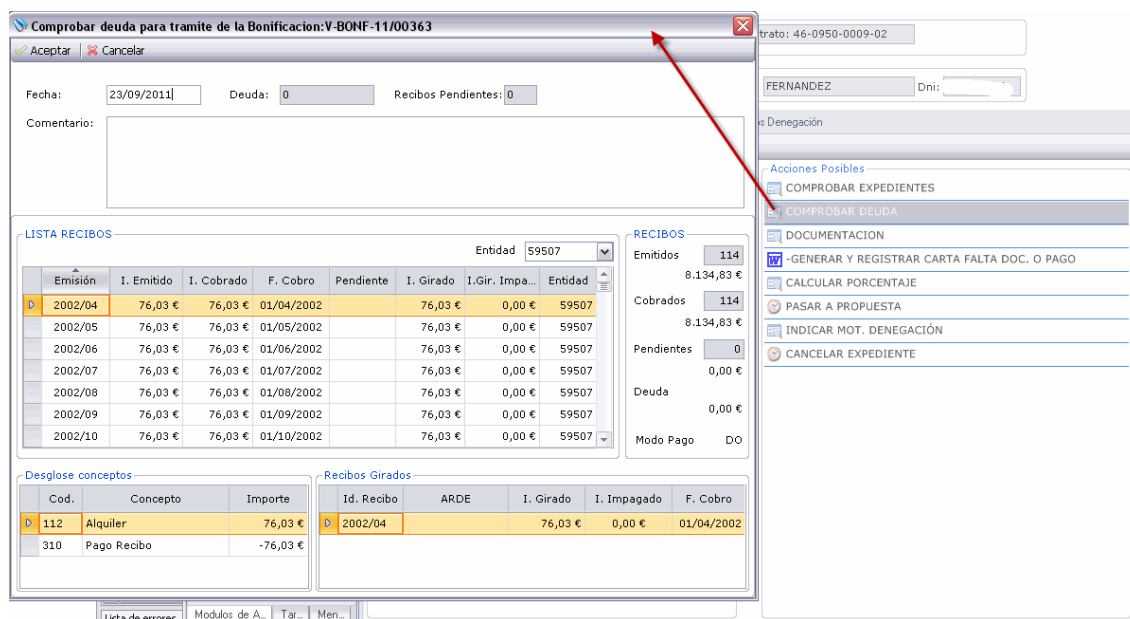 Comprobar deuda para tramite de la Bonificacion:V-BONF-11/00363
Aceptar Cancelar
Fecha: 23/09/2011 Deuda: 0 Recibos Pendientes: 0
Comentario:
LISTA RECIBOS
Entidad 59507
Emisión I. Emitido I. Cobrado F. Cobro Pendiente I. Girado I.Gir. Impa... Entidad
2002/04 76,03 € 76,03 € 01/04/2002 76,03 € 0,00 € 59507
2002/05 76,03 € 76,03 € 01/05/2002 76,03 € 0,00 € 59507
2002/06 76,03 € 76,03 € 01/06/2002 76,03 € 0,00 € 59507
2002/07 76,03 € 76,03 € 01/07/2002 76,03 € 0,00 € 59507
2002/08 76,03 € 76,03 € 01/08/2002 76,03 € 0,00 € 59507
2002/09 76,03 € 76,03 € 01/09/2002 76,03 € 0,00 € 59507
2002/10 76,03 € 76,03 € 01/10/2002 76,03 € 0,00 € 59507
RECIBOS
Emitidos 114
8.134,83 €
Cobrados 114
8.134,83 €
Pendientes 0
0,00 €
Deuda
0,00 €
Modo Pago DO
Desglose conceptos
Cod. Concepto Importe
112 Alquiler 76,03 €
310 Pago Recibo -76,03 €
Recibos Girados
Id. Recibo ARDE I. Girado I. Impagado F. Cobro
2002/04 76,03 € 0,00 € 01/04/2002
trato: 46-0950-0009-02
FERNANDEZ Dni:
os Denegación
Acciones Posibles
COMPROBAR EXPEDIENTES
COMPROBAR DEUDA
DOCUMENTACION
-GENERAR Y REGISTRAR CARTA FALTA DOC. O PAGO
CALCULAR PORCENTAJE
PASAR A PROPUESTA
INDICAR MOT. DENEGACIÓN
CANCELAR EXPEDIENTE
Lista de errores Modulos de A... Tar... Men...